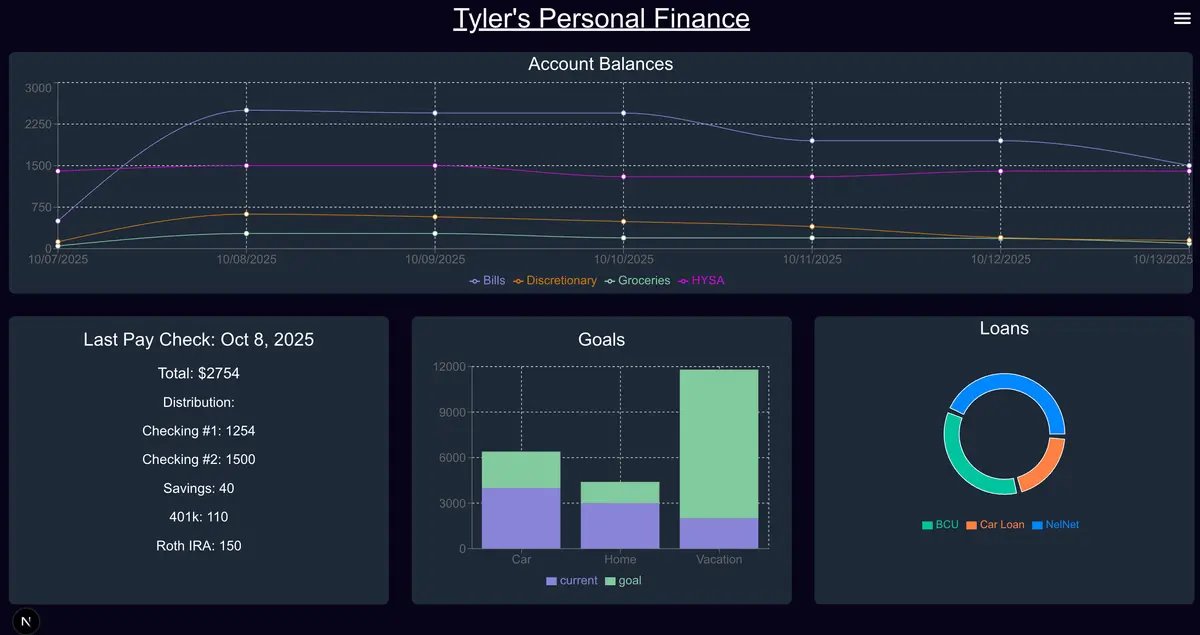 Tyler's Personal Finance
Account Balances
3000
2250
1500
750
0
10/07/2025 10/08/2025 10/09/2025 10/10/2025 10/11/2025 10/12/2025 10/13/2025
Bills Discretionary Groceries HYSA
Last Pay Check: Oct 8, 2025
Total: $2754
Distribution:
Checking #1: 1254
Checking #2: 1500
Savings: 40
401k: 110
Roth IRA: 150
Goals
12000
9000
6000
3000
0
Car Home Vacation
current goal
Loans
BCU Car Loan NelNet
N